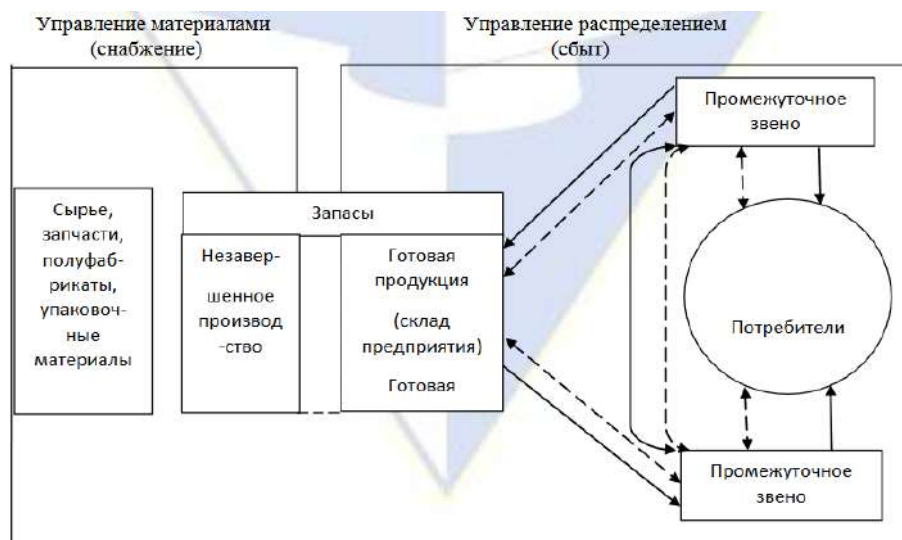 Управление материалами
(снабжение)
Управление распределением
(сбыт)
Промежуточное
звено
Сырье,
запчасти,
полуфаб-
рикаты,
упаковоч-
ные
материалы
Запасы
Незавер-
шенное
производ
-ство
Готовая
продукция
(склад
предприятия)
Готовая
Потребители
Промежуточное
звено